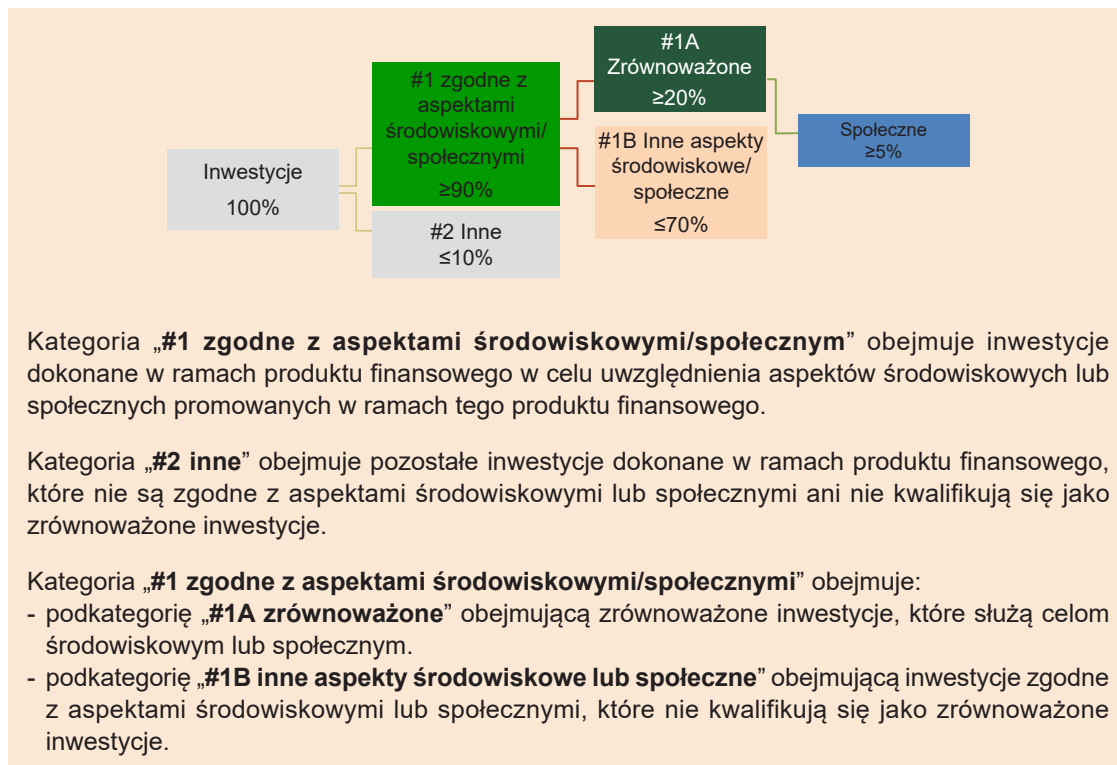 Inwestycje
100%
#1 zgodne z
aspektami
środowiskowymi/
społecznymi
≥90%
#2 Inne
≤10%
#1A
Zrównoważone
≥20%
#1B Inne aspekty
środowiskowe/
społeczne
≤70%
Społeczne
≥5%
Kategoria „#1 zgodne z aspektami środowiskowymi/społecznym” obejmuje inwestycje
dokonane w ramach produktu finansowego w celu uwzględnienia aspektów środowiskowych lub
społecznych promowanych w ramach tego produktu finansowego.
Kategoria „#2 inne” obejmuje pozostałe inwestycje dokonane w ramach produktu finansowego,
które nie są zgodne z aspektami środowiskowymi lub społecznymi ani nie kwalifikują się jako
zrównoważone inwestycje.
Kategoria „#1 zgodne z aspektami środowiskowymi/społecznymi” obejmuje:
- podkategorię „#1A zrównoważone” obejmującą zrównoważone inwestycje, które służą celom
środowiskowym lub społecznym.
- podkategorię „#1B inne aspekty środowiskowe lub społeczne” obejmującą inwestycje zgodne
z aspektami środowiskowymi lub społecznymi, które nie kwalifikują się jako zrównoważone
inwestycje.